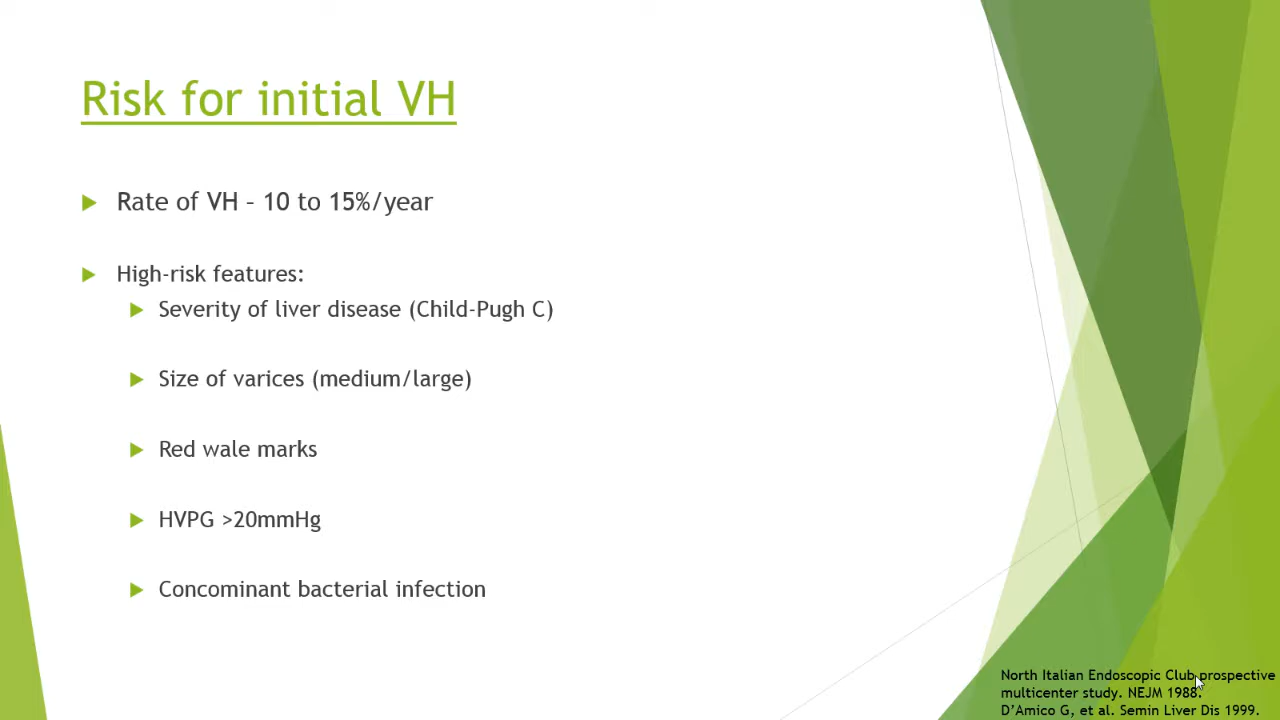 Risk for initial VH
Rate of VH – 10 to 15%/year
High-risk features:
Severity of liver disease (Child-Pugh C)
Size of varices (medium/large)
Red wale marks
HVPG >20mmHg
Concominant bacterial infection
North Italian Endoscopic Club prospective
multicenter study. NEJM 1988.
D’Amico G, et al. Semin Liver Dis 1999.